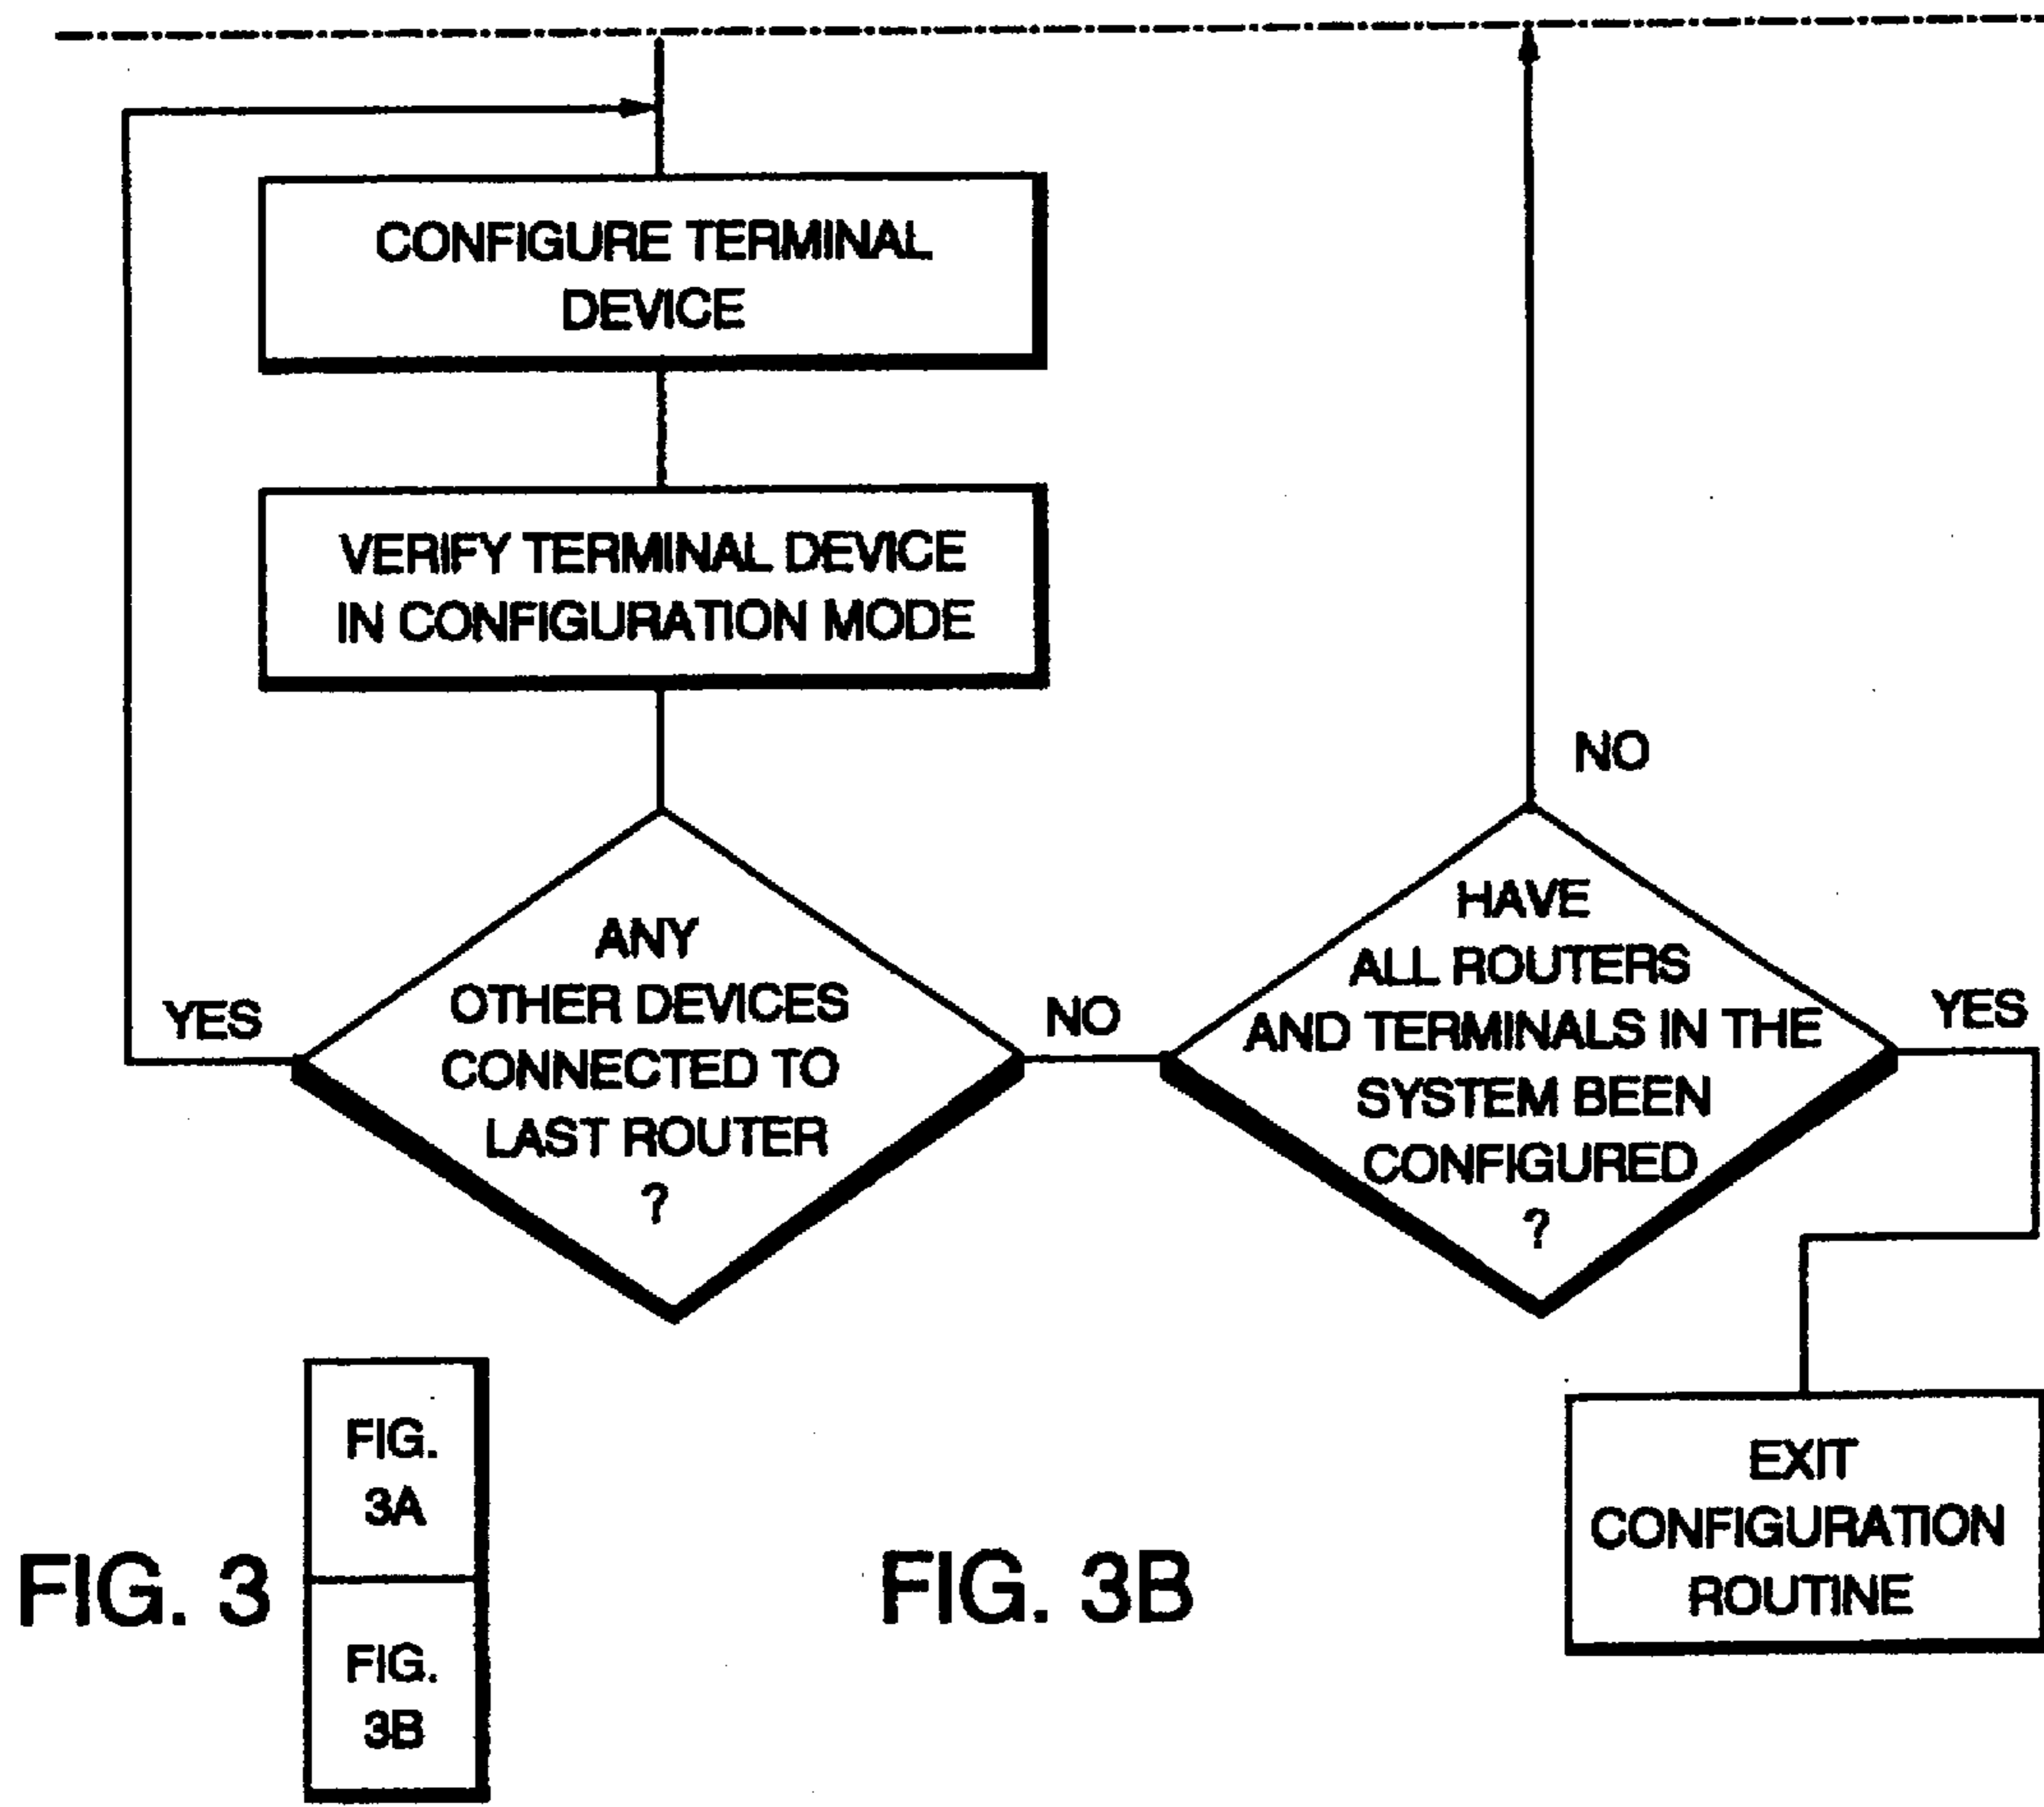 CONFIGURE TERMINAL
DEVICE
VERIFY TERMINAL DEVICE
IN CONFIGURATION MODE
ANY
OTHER DEVICES
CONNECTED TO
LAST ROUTER
?
YES
NO
HAVE
ALL ROUTERS
AND TERMINALS IN THE
SYSTEM BEEN
CONFIGURED
?
NO
YES
EXIT
CONFIGURATION
ROUTINE
FIG. 3
FIG.
3A
FIG.
3B
FIG. 3B